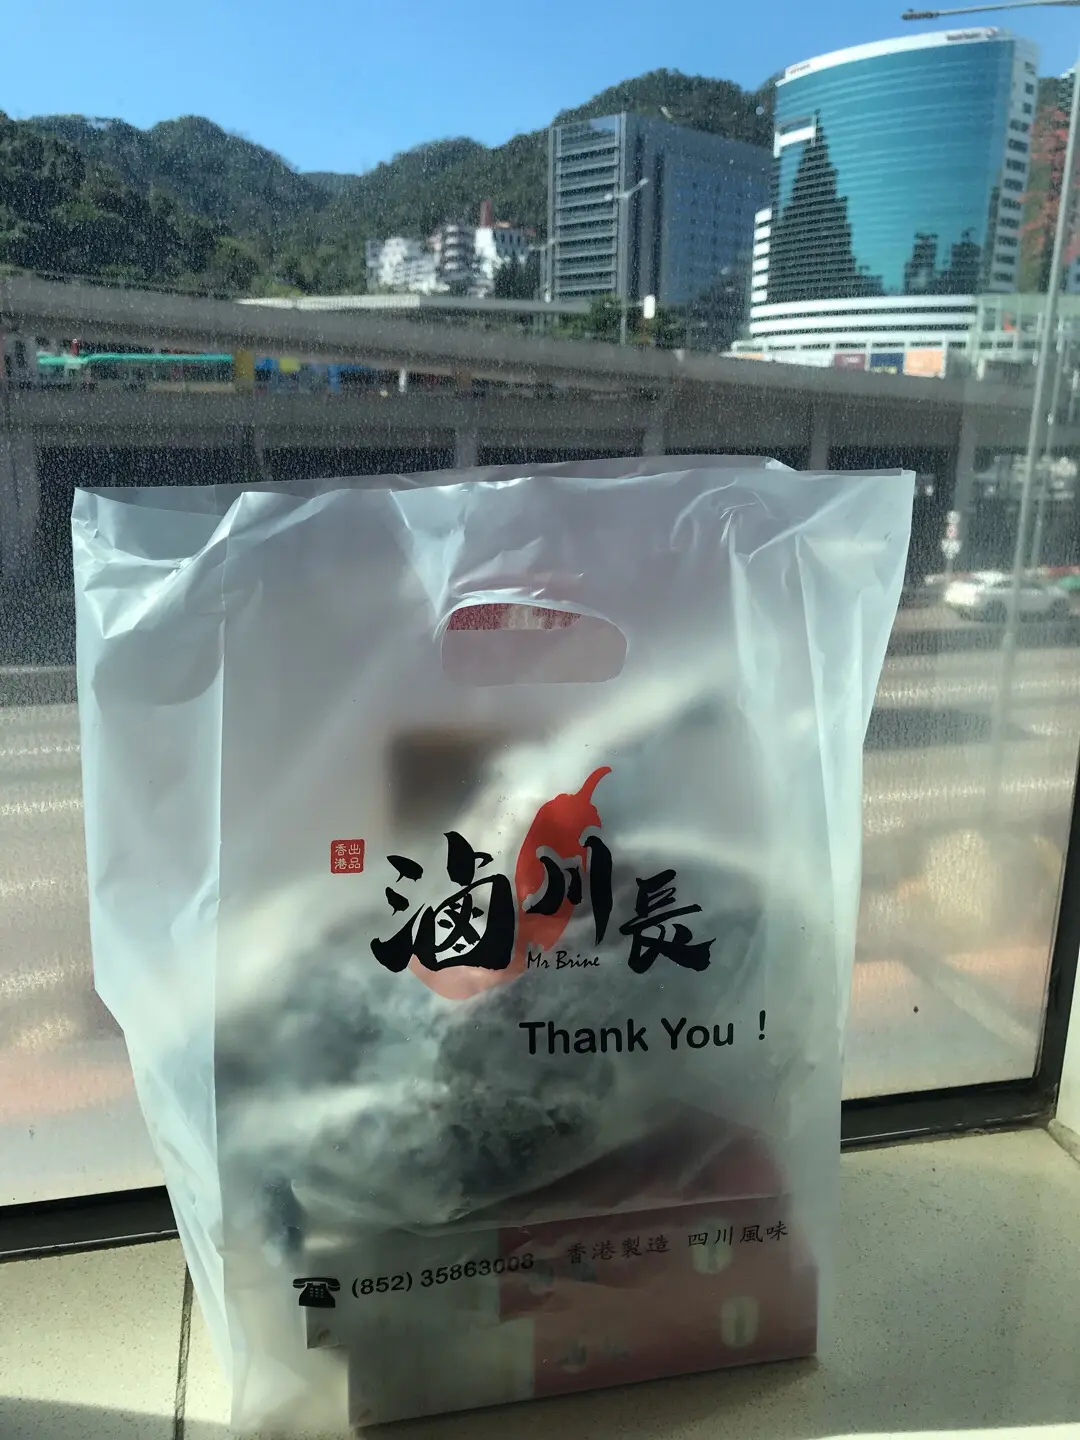 香港
出品
滷川長
Mr Brine
Thank You !
(852) 35863008 香港製造 四川風味